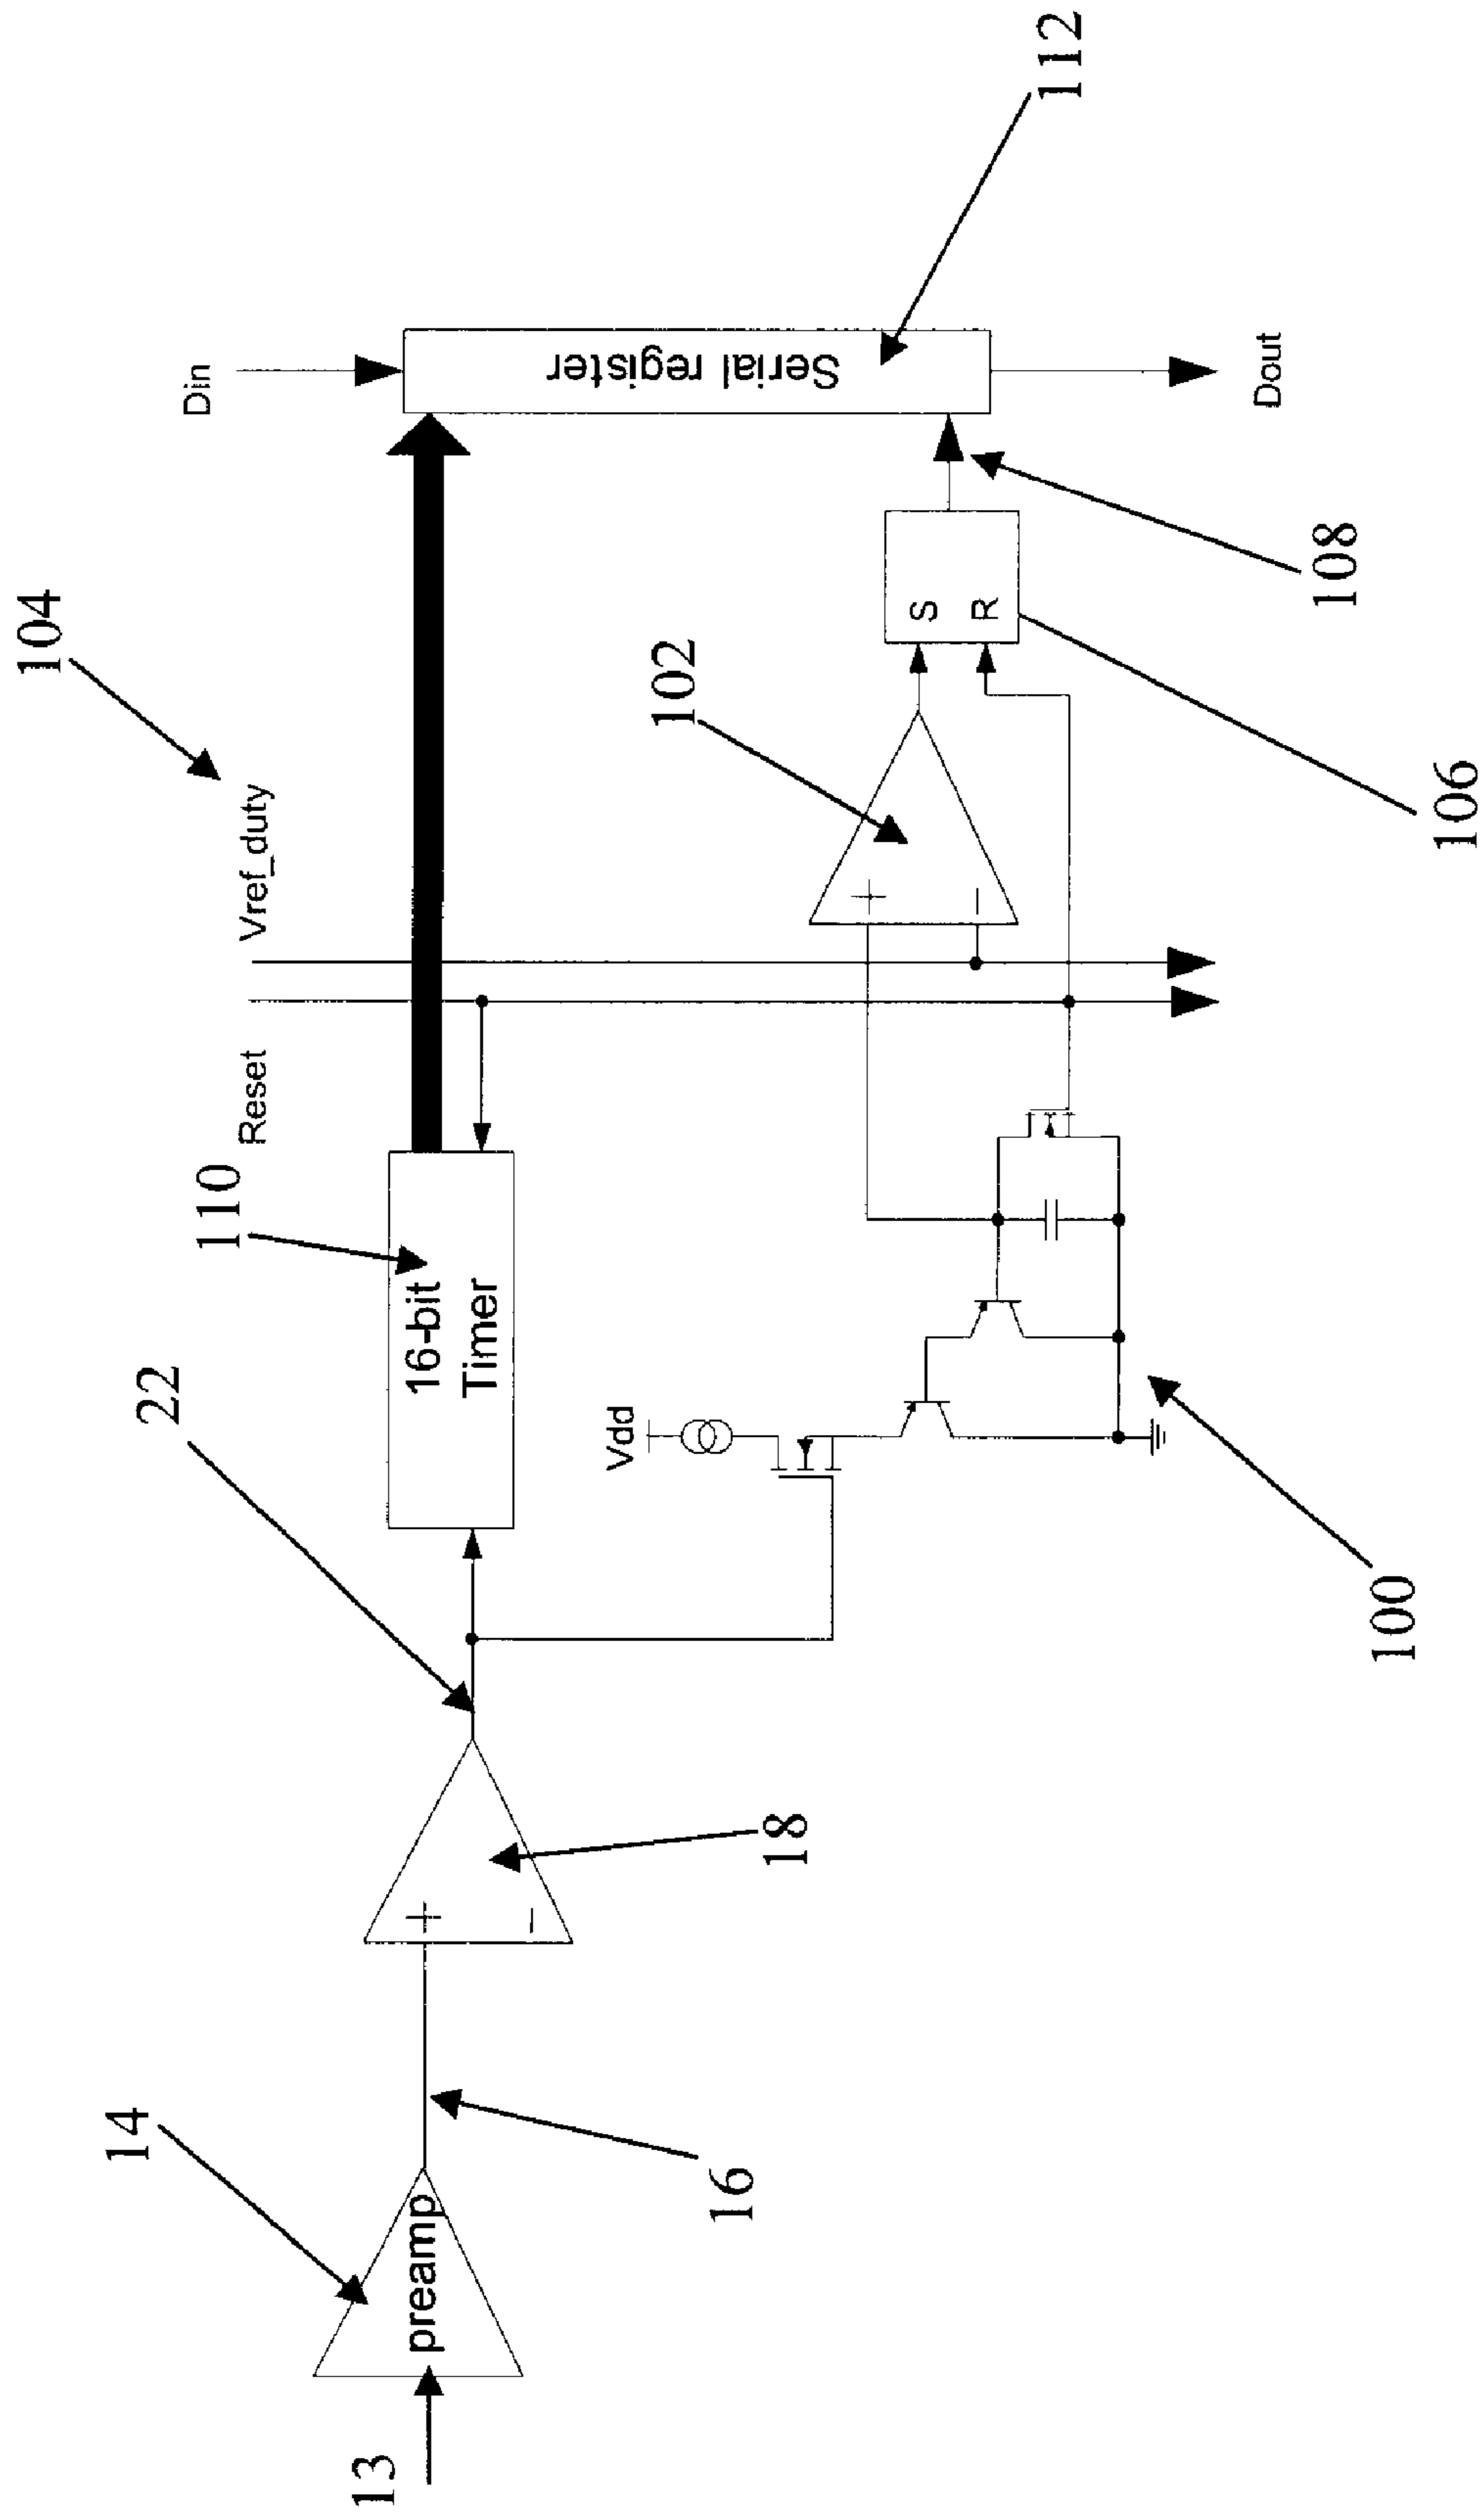 104
112
Din
Vref_duty
Reset
110
22
14
16-bit
Timer
Serial register
102
Vdd
S
R
+
−
+
−
preamp
13
16
18
108
Dout
106
100